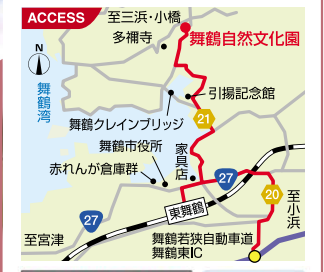 ACCESS
至三浜・小橋
多禰寺
舞鶴自然文化園
N
舞鶴湾
引揚記念館
舞鶴クレインブリッジ
21
舞鶴市役所
家具店
赤れんが倉庫群
27
20
東舞鶴
至小浜
27
至宮津
舞鶴若狭自動車道
舞鶴東IC